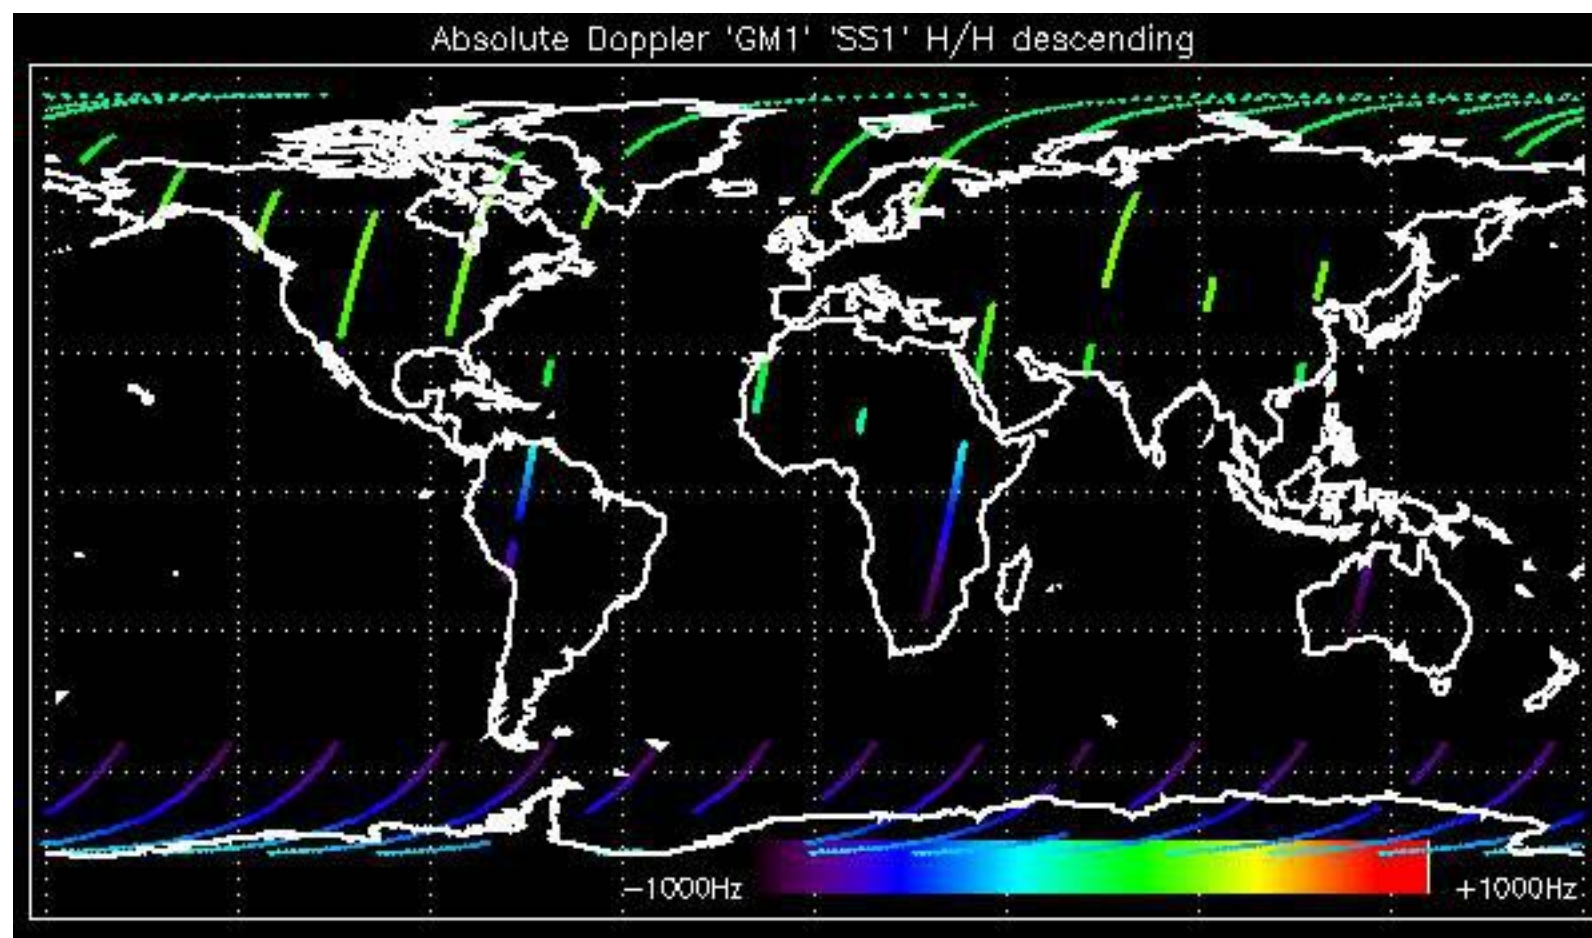 Absolute Doppler 'GM1' 'SS1' H/H descending
-1000Hz
+1000Hz